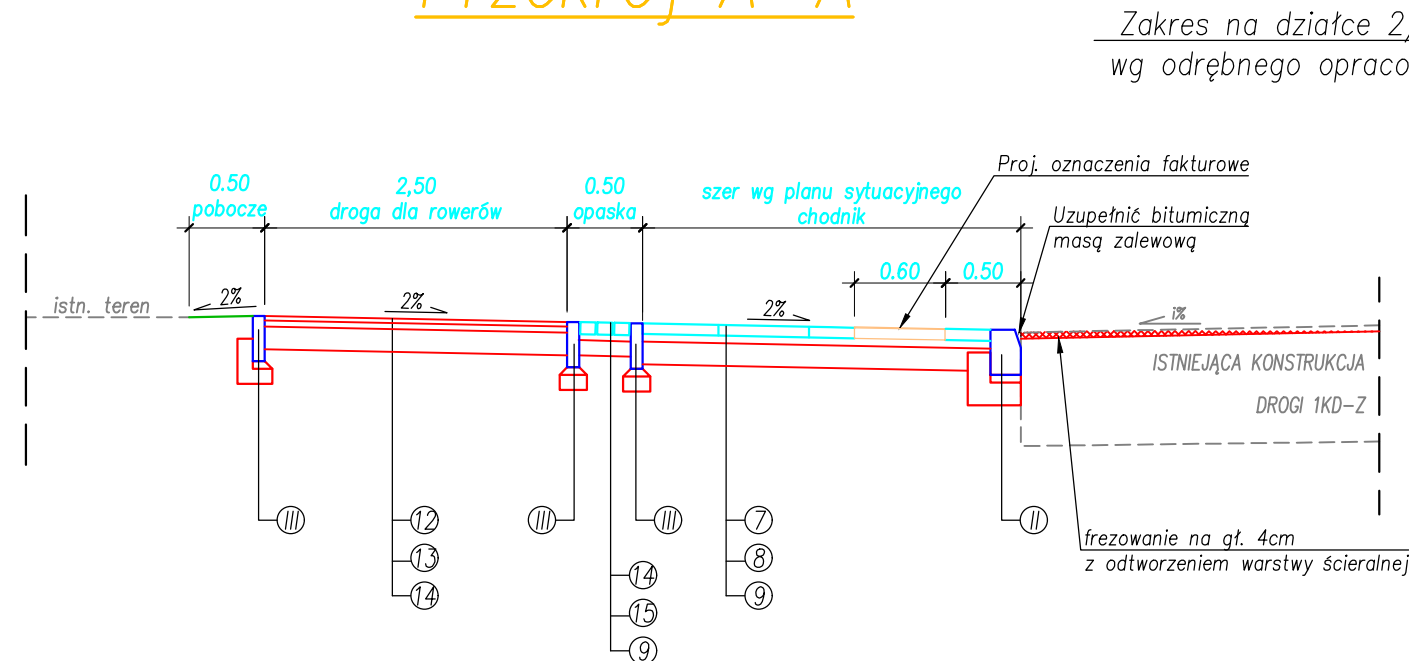 Przekrój A-A
Zakres na działce 2/
wg odrębnego opraco
Proj. oznaczenia fakturowe
0.50
pobocze
2,50
droga dla rowerów
0.50
opaska
szer wg planu sytuacyjnego
chodnik
Uzupełnić bitumiczną
masą zalewową
0.60
0.50
istn. teren
2%
2%
2%
i%
ISTNIEJĄCA KONSTRUKCJA
DROGI 1KD-Z
III
12
13
14
III
III
14
15
9
7
8
9
II
frezowanie na gł. 4cm
z odtworzeniem warstwy ścieralnej